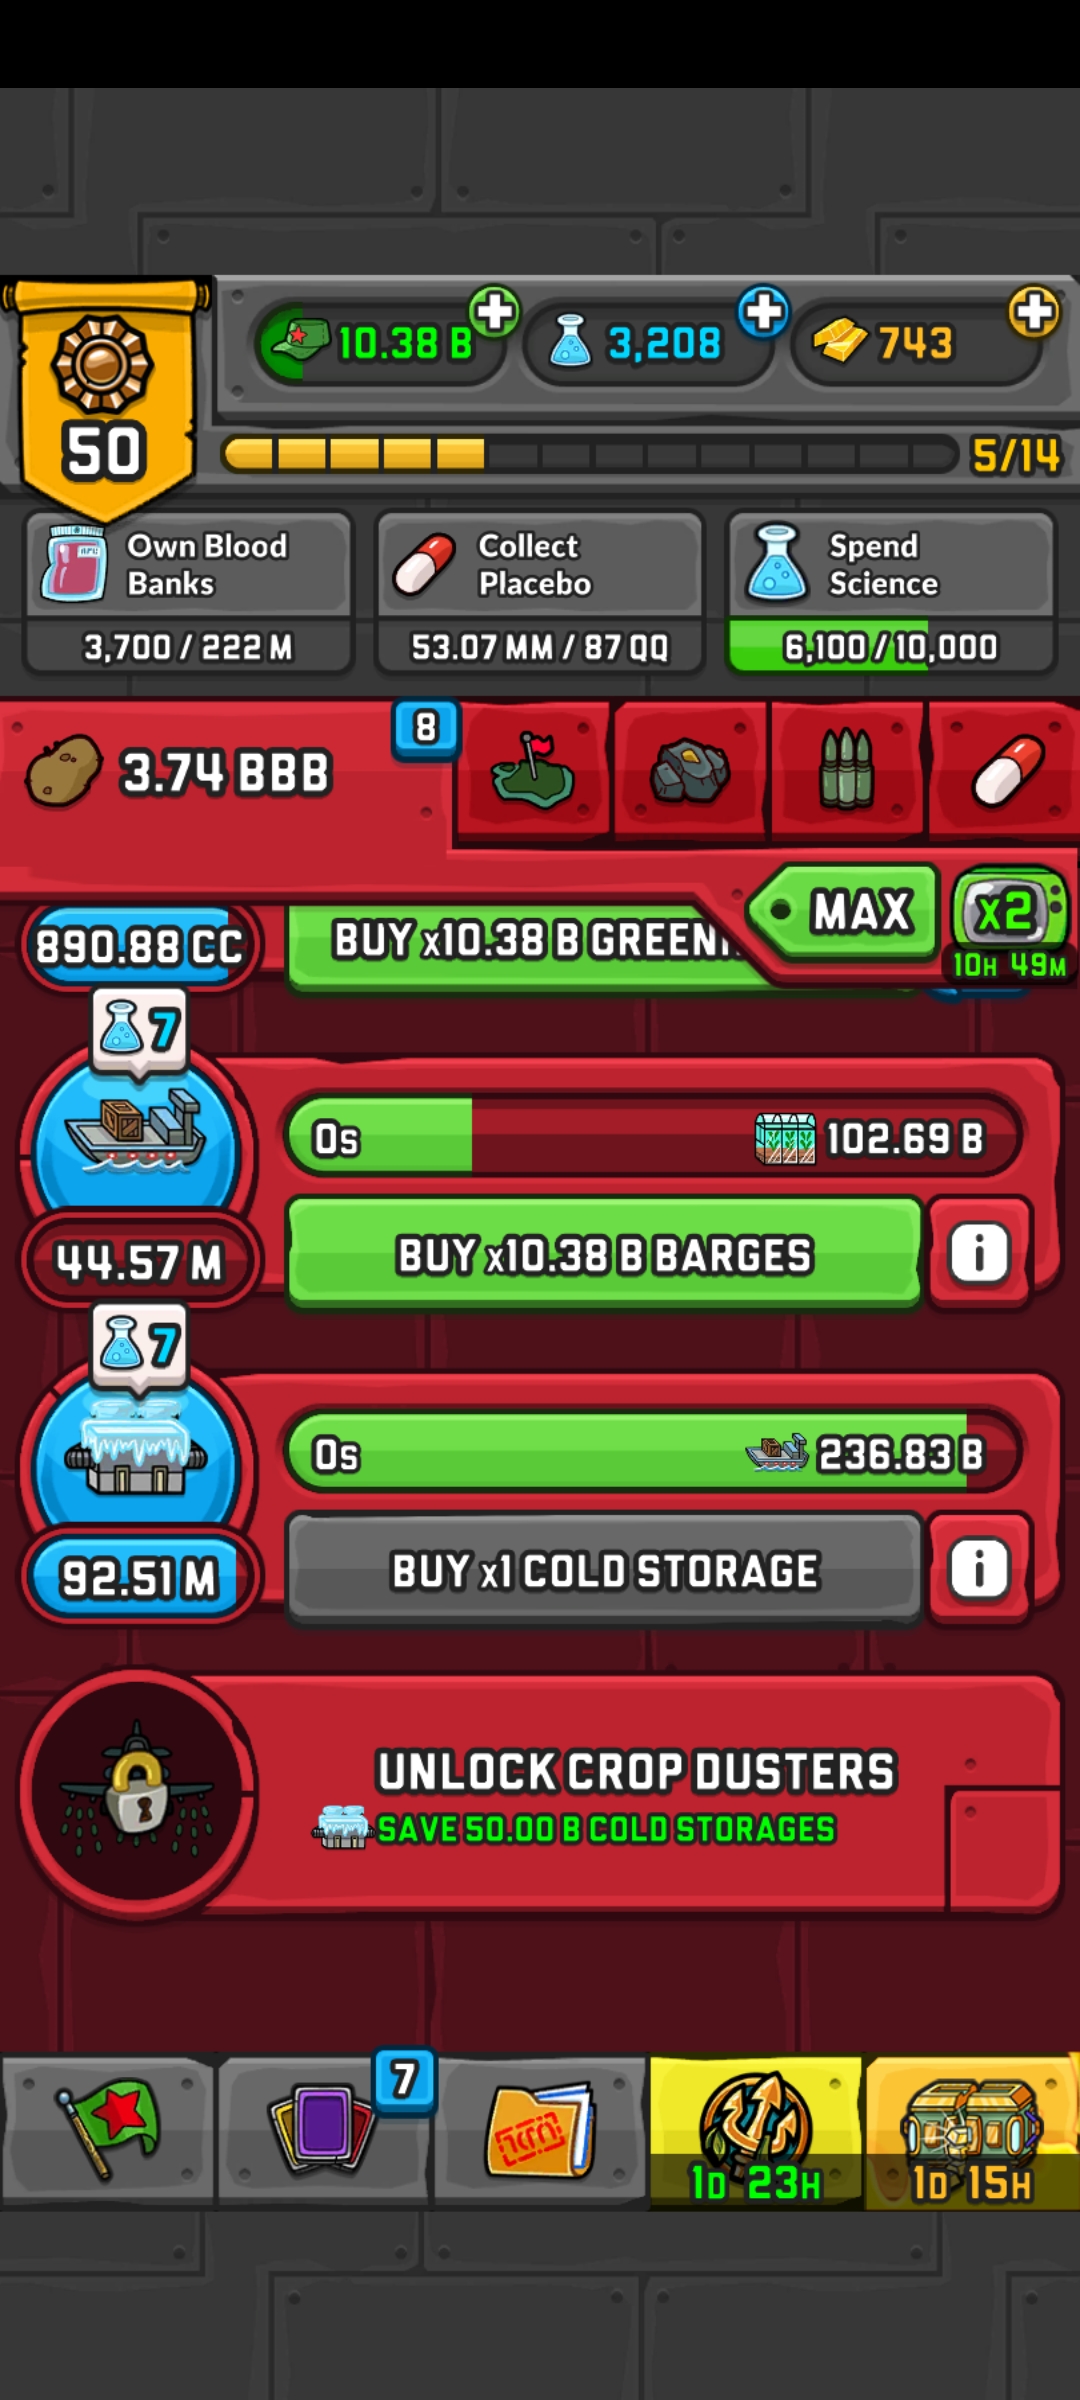 10.38 B
3,208
743
50
5/14
Own Blood
Banks
3,700 / 222 M
Collect
Placebo
53.07 MM / 87 QQ
Spend
Science
6,100 / 10,000
3.74 BBB
8
MAX
x2
10H 49M
890.88 CC
BUY x10.38 B
7
0s
102.69 B
44.57 M
BUY x10.38 B BARGES
i
7
0s
236.83 B
92.51 M
BUY x1 COLD STORAGE
i
UNLOCK CROP DUSTERS
SAVE 50.00 B COLD STORAGES
7
1D 23H
1D 15H